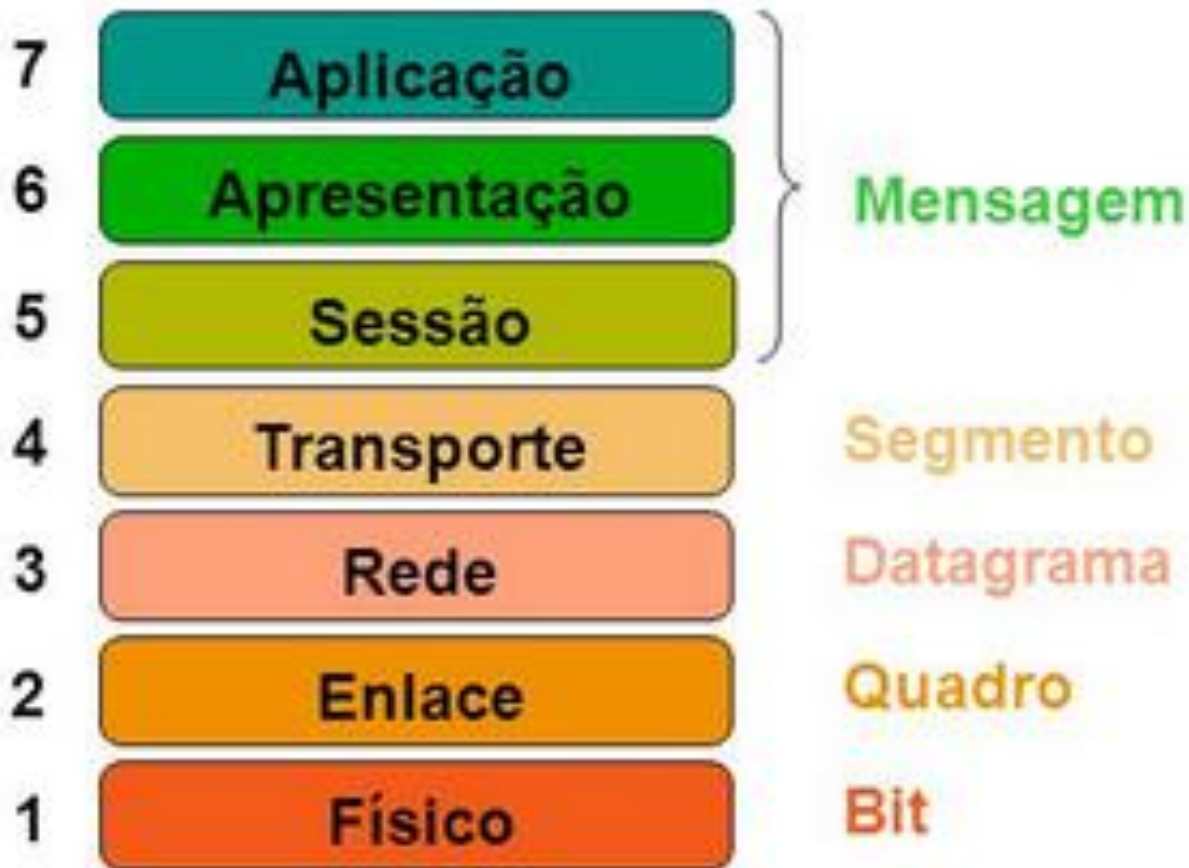 7 Aplicação
6 Apresentação Mensagem
5 Sessão
4 Transporte Segmento
3 Rede Datagrama
2 Enlace Quadro
1 Físico Bit